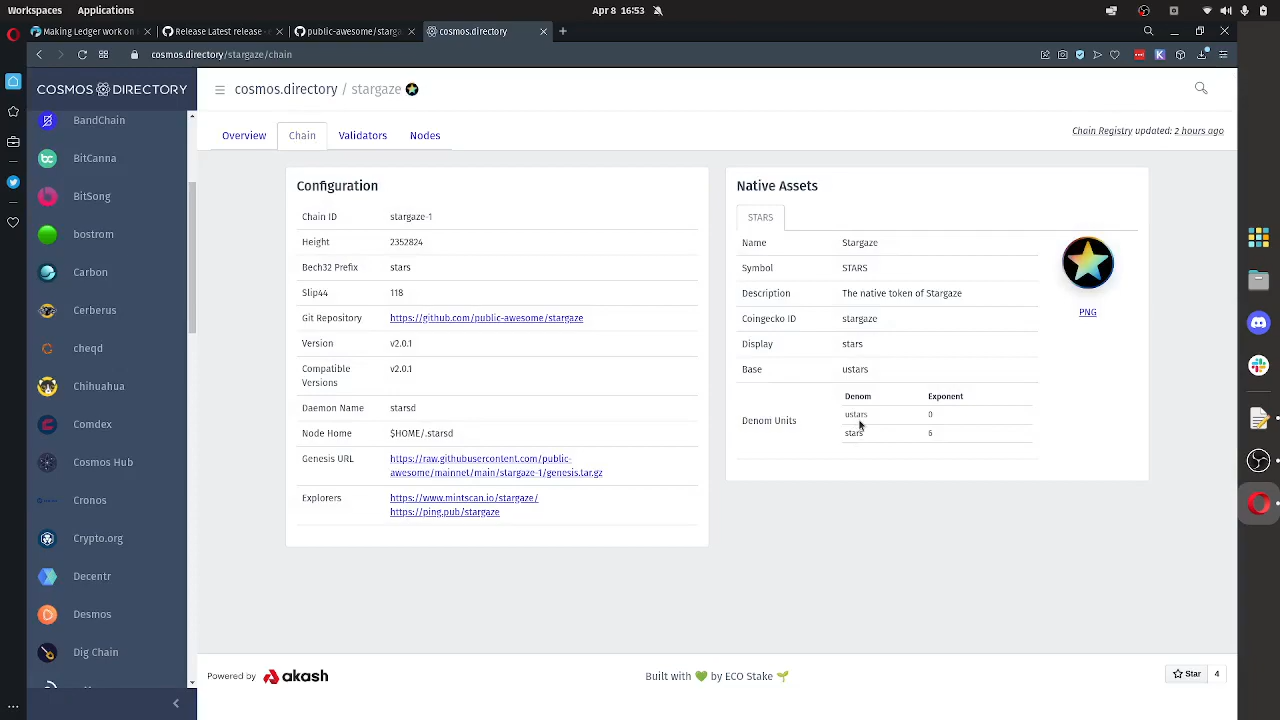 Workspaces Applications Apr 8 16:53
Making Ledger work on
Release Latest release ·
public-awesome/starga
cosmos.directory
cosmos.directory/stargaze/chain
COSMOS DIRECTORY
cosmos.directory / stargaze
Overview Chain Validators Nodes
Chain Registry updated: 2 hours ago
BandChain
BitCanna
BitSong
bostrom
Carbon
Cerberus
cheqd
Chihuahua
Comdex
Cosmos Hub
Cronos
Crypto.org
Decentr
Desmos
Dig Chain
Configuration
Chain ID stargaze-1
Height 2352824
Bech32 Prefix stars
Slip44 118
Git Repository https://github.com/public-awesome/stargaze
Version v2.0.1
Compatible v2.0.1
Versions
Daemon Name starsd
Node Home $HOME/.starsd
Genesis URL https://raw.githubusercontent.com/public-
awesome/mainnet/main/stargaze-1/genesis.tar.gz
Explorers https://www.mintscan.io/stargaze/
https://ping.pub/stargaze
Native Assets
STARS
Name Stargaze
Symbol STARS
Description The native token of Stargaze
Coingecko ID stargaze
Display stars
Base ustars
Denom Exponent
ustars 0
Denom Units
stars 6
PNG
Powered by akash
Built with 💚 by ECO Stake 🌱
Star 4